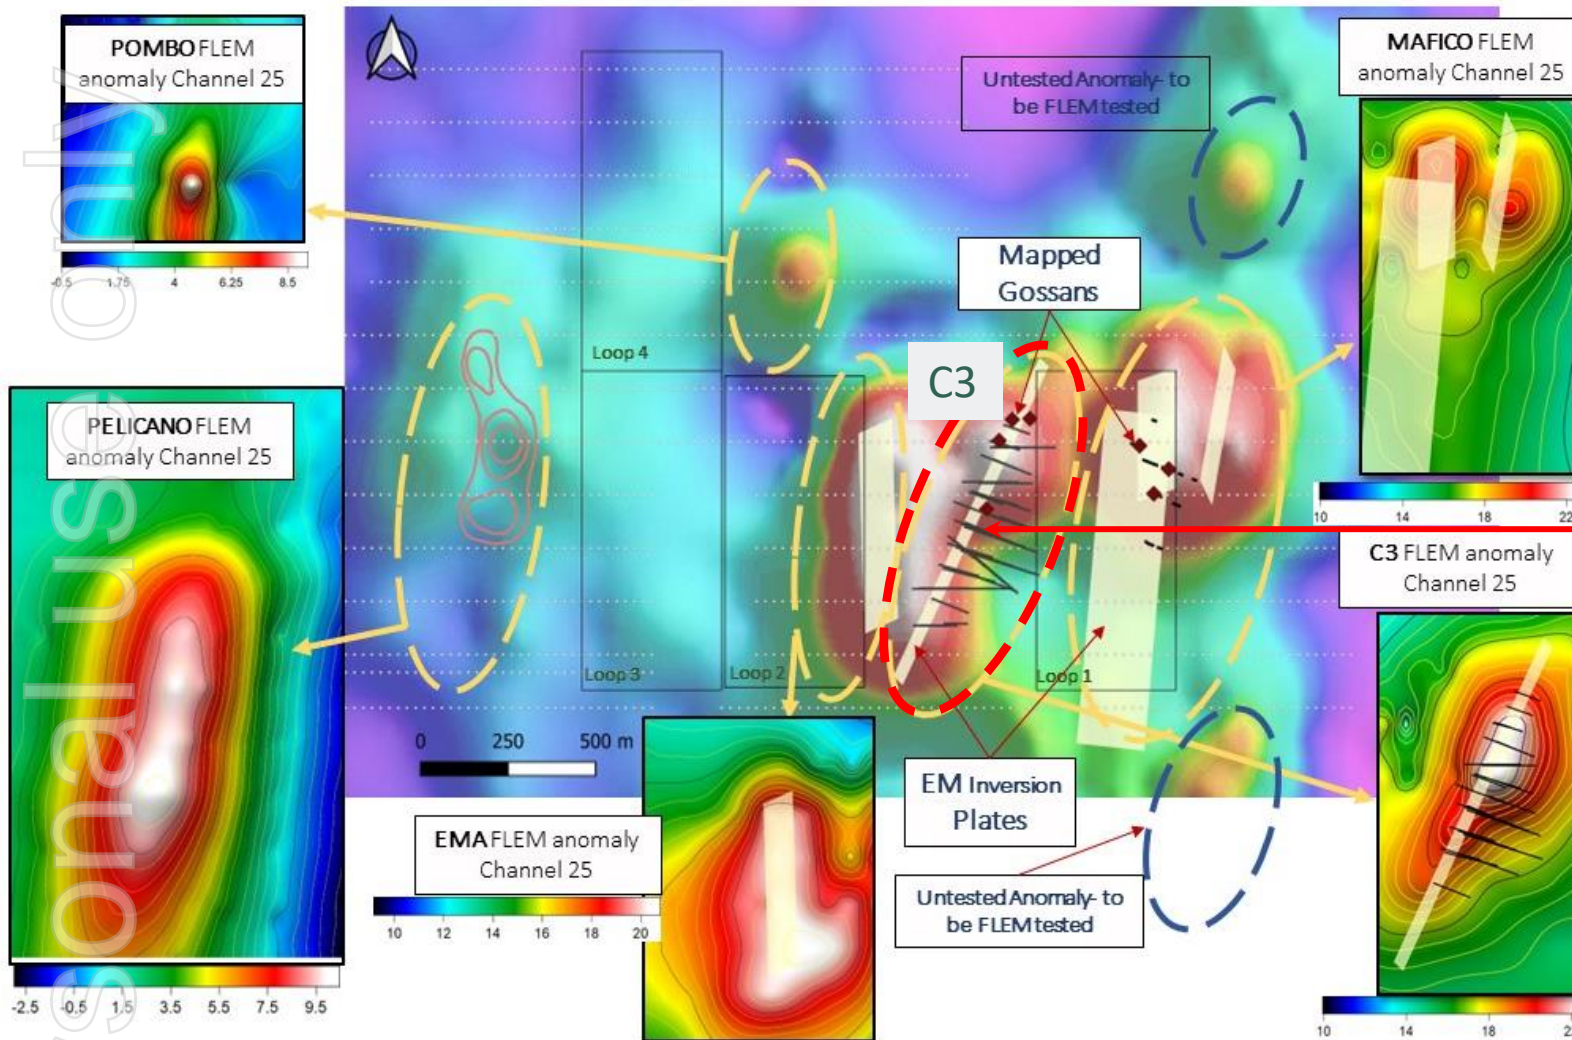 POMBO FLEM
anomaly Channel 25
-0.5 1.75 4 6.25 8.5
Untested Anomaly- to
be FLEM tested
MAFICO FLEM
anomaly Channel 25
10 14 18 22
Mapped
Gossans
C3
Loop 4
Loop 3
Loop 2
Loop 1
PELICANO FLEM
anomaly Channel 25
-2.5 -0.5 1.5 3.5 5.5 7.5 9.5
0 250 500 m
EMA FLEM anomaly
Channel 25
10 12 14 16 18 20
EM Inversion
Plates
Untested Anomaly- to
be FLEM tested
C3 FLEM anomaly
Channel 25
10 14 18
sonal use only